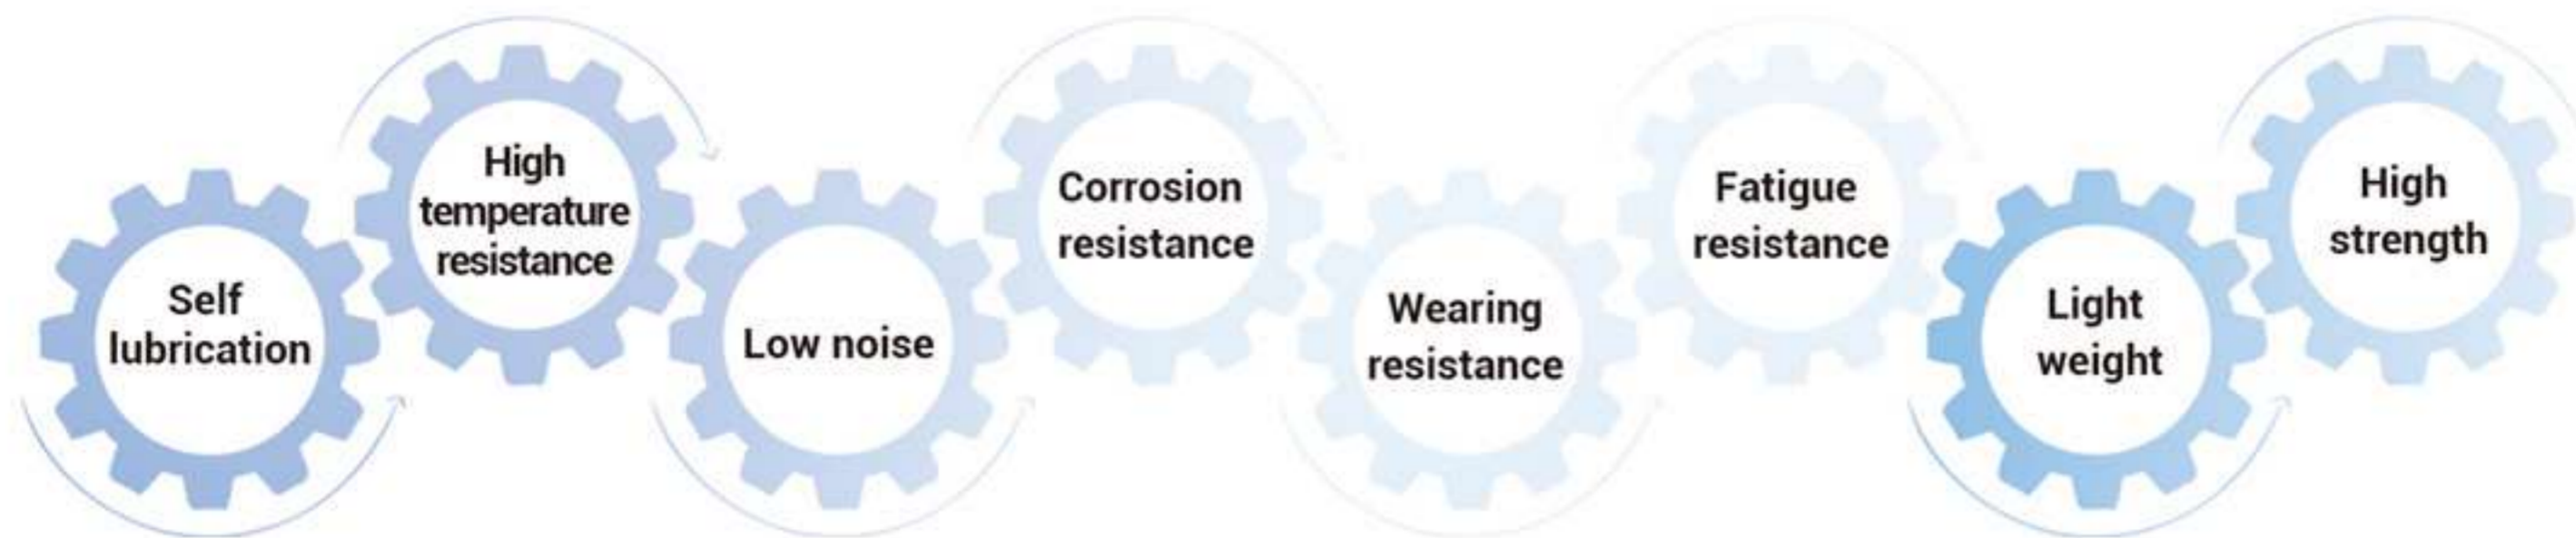 Self
lubrication
High
temperature
resistance
Low noise
Corrosion
resistance
Wearing
resistance
Fatigue
resistance
Light
weight
High
strength